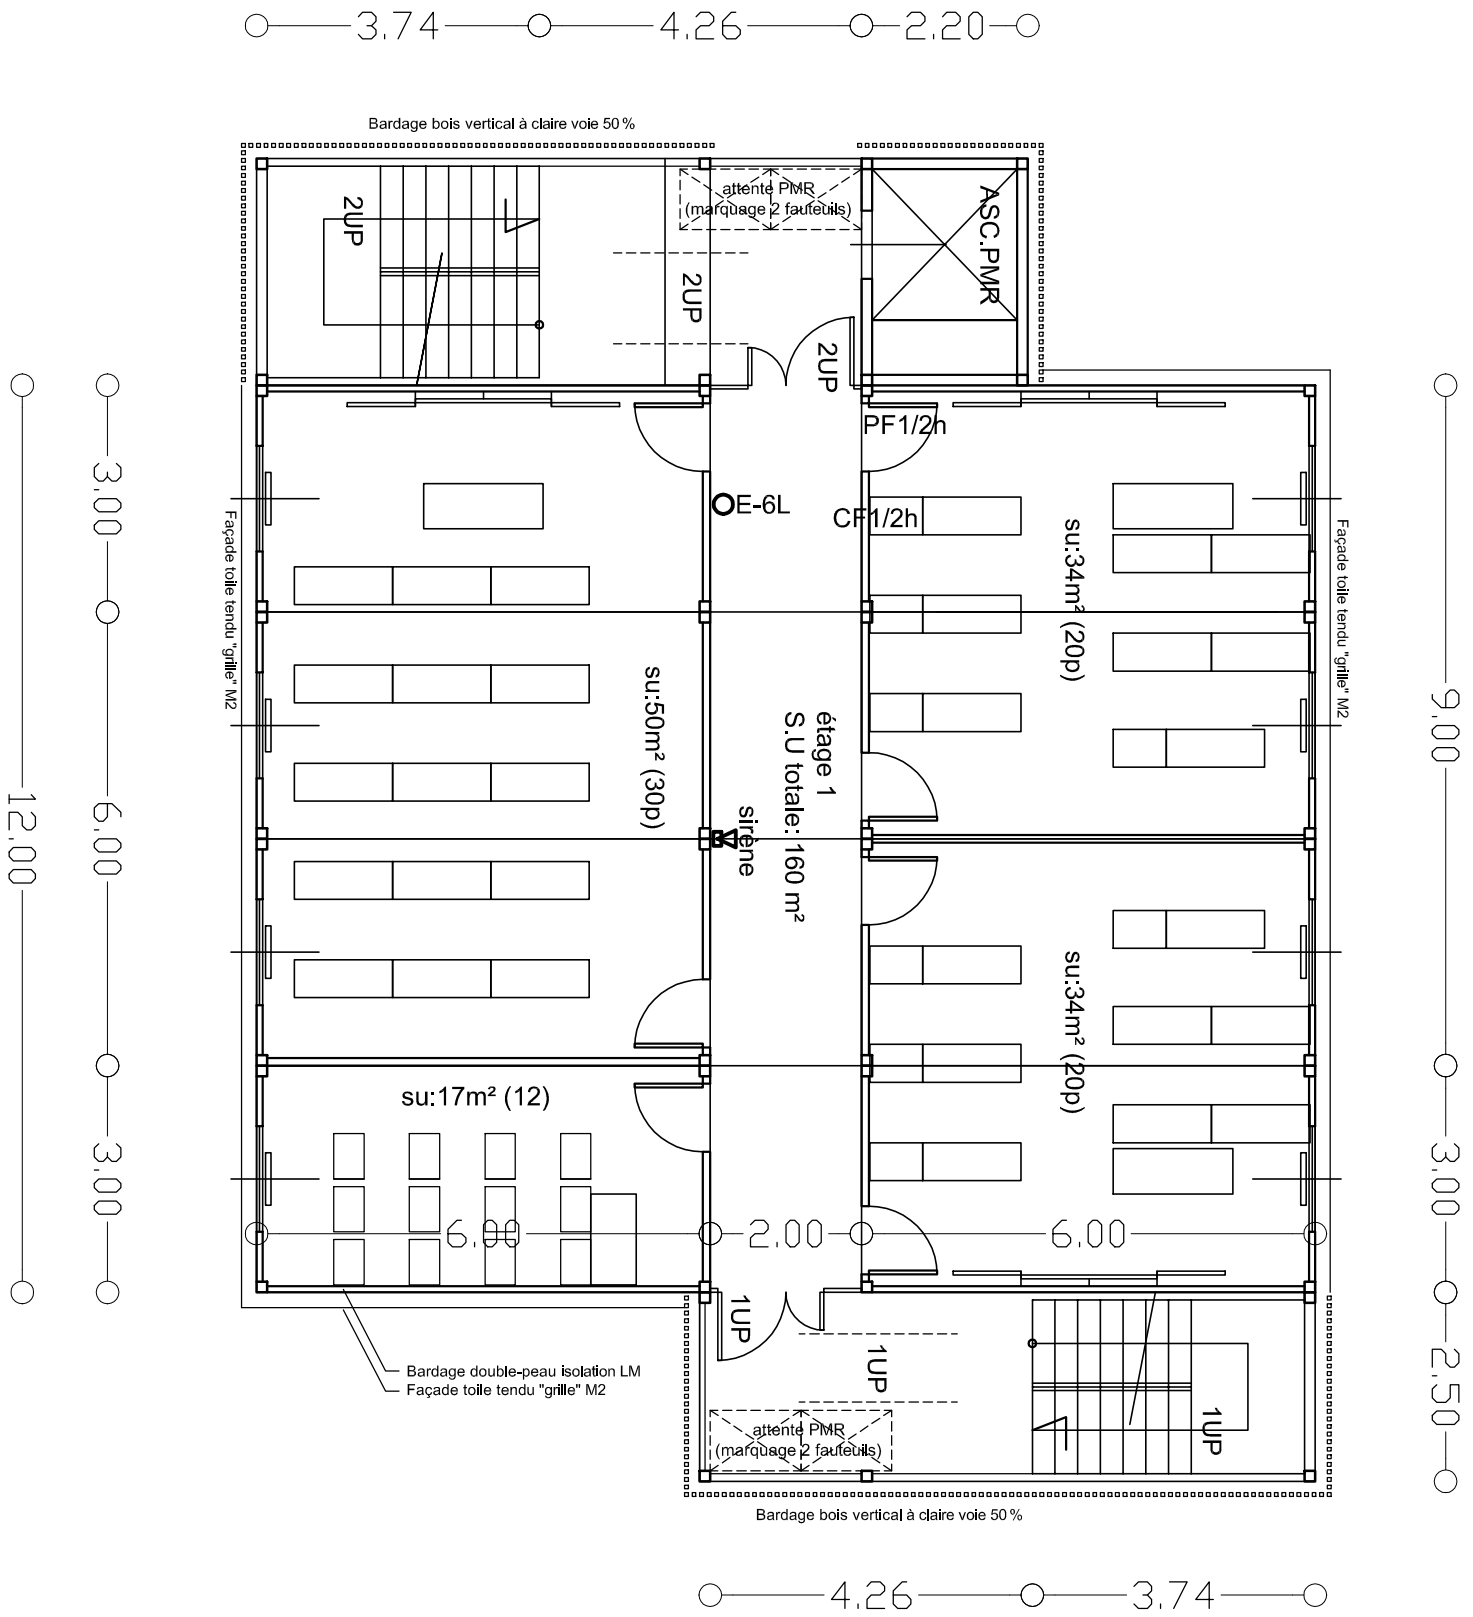 3.74
4.26
2.20
Bardage bois vertical à claire voie 50 %
attente PMR
(marquage 2 fauteuils)
2UP
ASC.PMR
2UP
2UP
PF1/2h
E-6L
CF1/2h
3.00
Façade toile tendu "grille" M2
su:34m² (20p)
Façade toile tendu "grille" M2
9.00
su:50m² (30p)
étage 1
S.U totale: 160 m²
sirène
12.00
6.00
su:34m² (20p)
su:17m² (12)
3.00
3.00
6.00
2.00
6.00
1UP
1UP
1UP
2.50
Bardage double-peau isolation LM
Façade toile tendu "grille" M2
attente PMR
(marquage 2 fauteuils)
Bardage bois vertical à claire voie 50 %
4.26
3.74